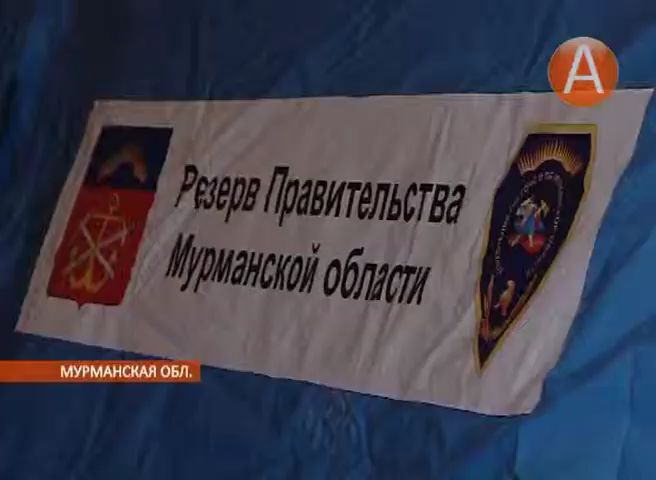 А
Резерв Правительства
Мурманской области
МУРМАНСКАЯ ОБЛ.